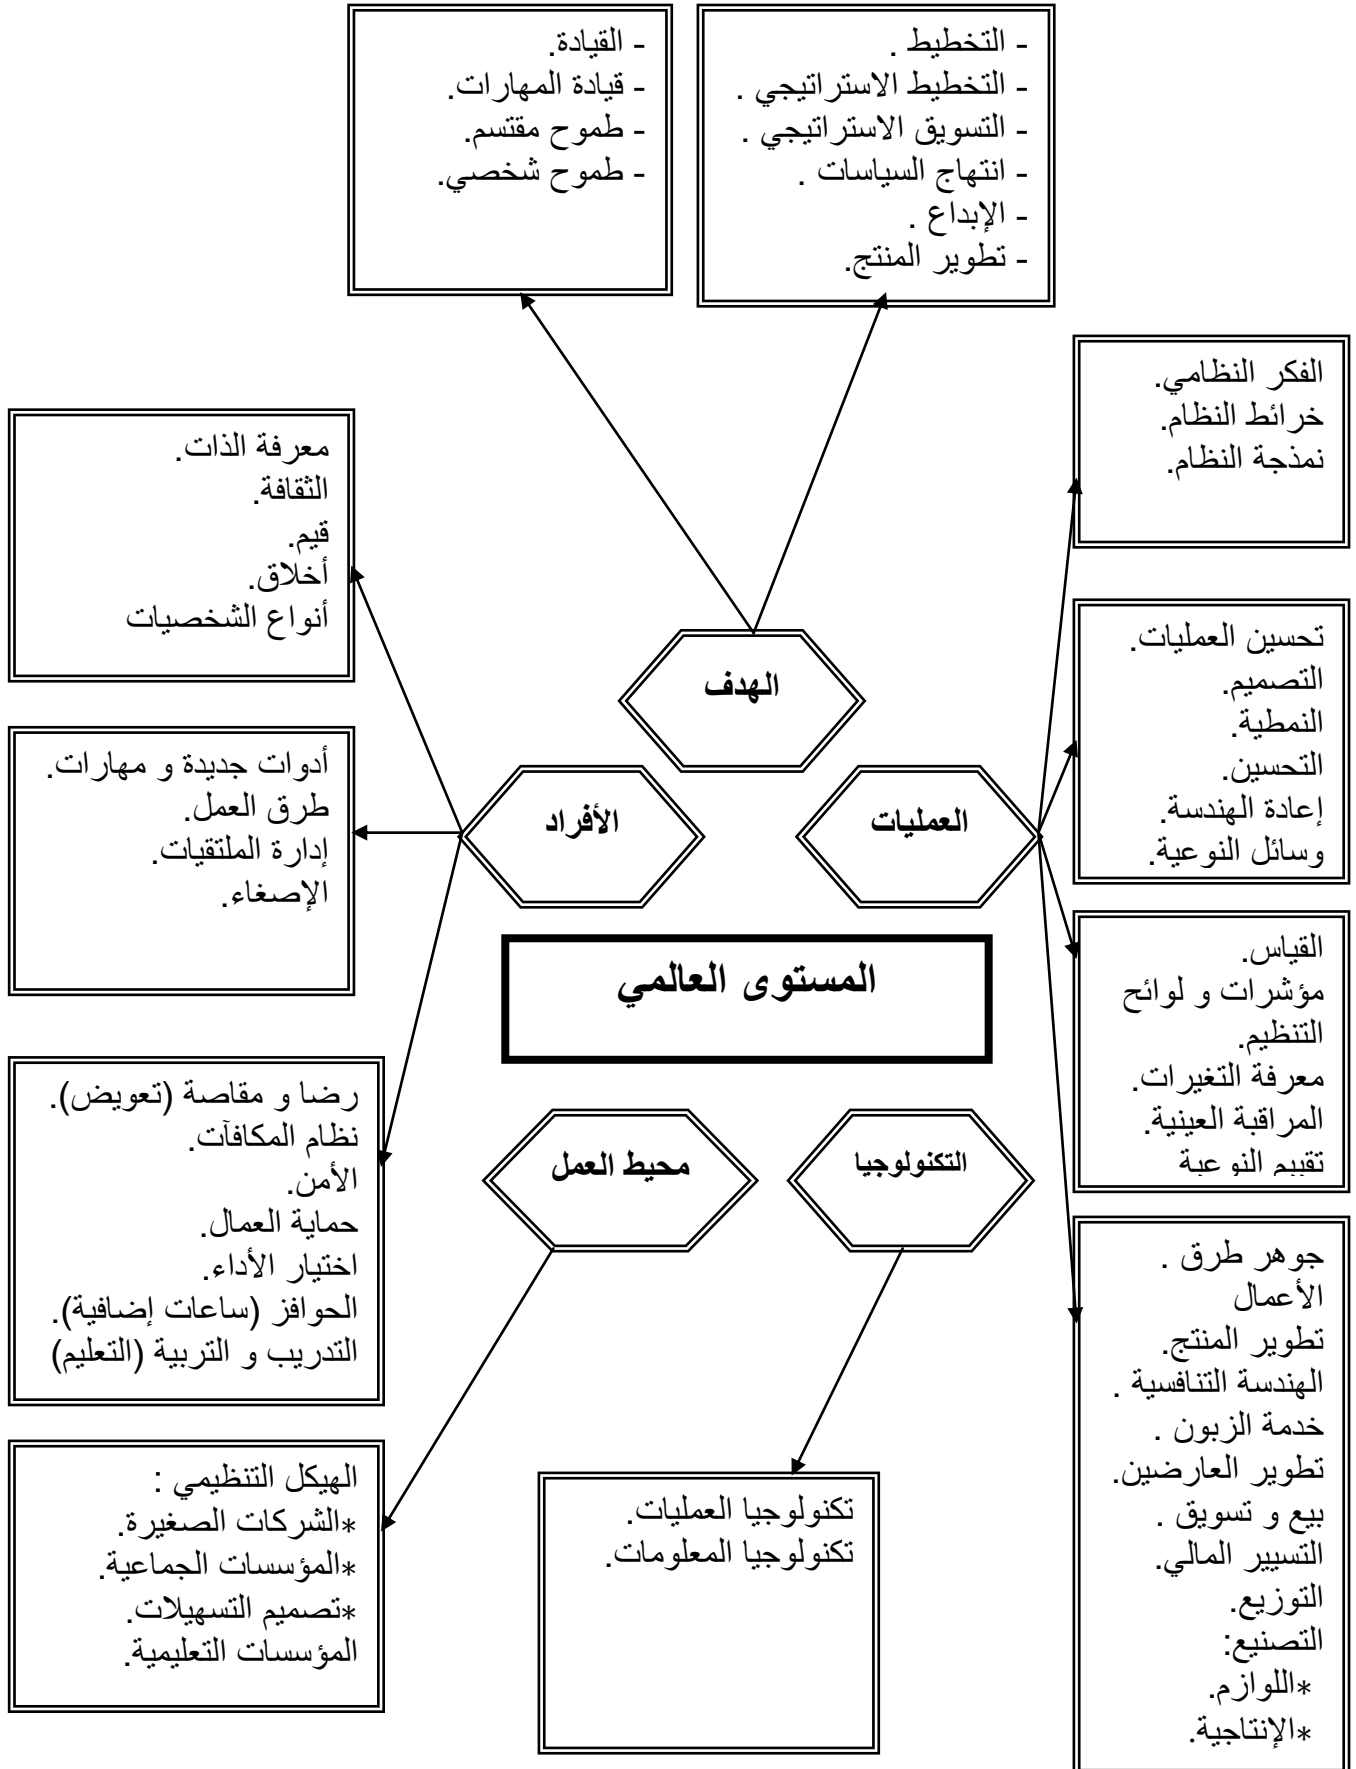 - القيادة.
- قيادة المهارات.
- طموح مقتسم.
- طموح شخصي.
- التخطيط .
- التخطيط الاستراتيجي .
- التسويق الاستراتيجي .
- انتهاج السياسات .
- الإبداع .
- تطوير المنتج.
الفكر النظامي.
خرائط النظام.
نمذجة النظام.
معرفة الذات.
الثقافة.
قيم.
أخلاق.
أنواع الشخصيات
الهدف
تحسين العمليات.
التصميم.
النمطية.
التحسين.
إعادة الهندسة.
وسائل النوعية.
العمليات
الأفراد
أدوات جديدة و مهارات.
طرق العمل.
إدارة الملتقيات.
الإصغاء.
المستوى العالمي
القياس.
مؤشرات و لوائح
التنظيم.
معرفة التغيرات.
المراقبة العينية.
تقييم النوعية
التكنولوجيا
محيط العمل
رضا و مقاصة (تعويض).
نظام المكافآت.
الأمن.
حماية العمال.
اختيار الأداء.
الحوافز (ساعات إضافية).
التدريب و التربية (التعليم)
جوهر طرق .
الأعمال
تطوير المنتج.
الهندسة التنافسية .
خدمة الزبون .
تطوير العارضين.
بيع و تسويق .
التسيير المالي.
التوزيع.
التصنيع:
*اللوازم.
*الإنتاجية.
تكنولوجيا العمليات.
تكنولوجيا المعلومات.
الهيكل التنظيمي :
*الشركات الصغيرة.
*المؤسسات الجماعية.
*تصميم التسهيلات.
المؤسسات التعليمية.